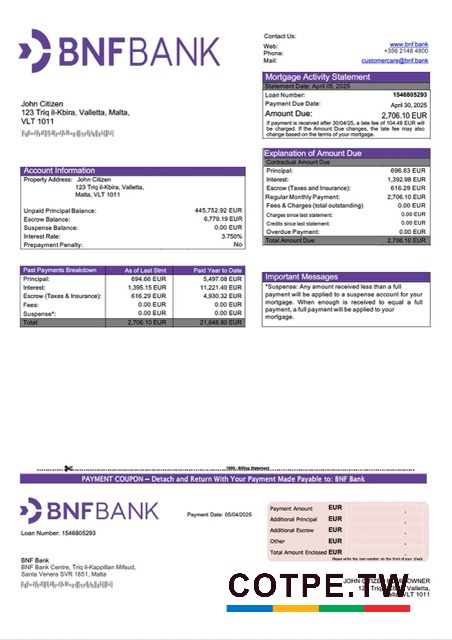 BNFBANK
Contact Us:
Web: www.bnf.bank
Phone: +356 2148 4800
Mail: customercare@bnf.bank
Mortgage Activity Statement
Statement Date: April 05, 2025
Loan Number: 1546805293
Payment Due Date: April 30, 2025
Amount Due: 2,706.10 EUR
If payment is received after 30/04/25, a late fee of 104.49 EUR will
be charged. If the Amount Due changes, the late fee may also
change based on the terms of your mortgage.
John Citizen
123 Triq il-Kbira, Valletta, Malta,
VLT 1011
Explanation of Amount Due
Contractual Amount Due
Principal: 696.83 EUR
Interest: 1,392.98 EUR
Escrow (Taxes and Insurance): 616.29 EUR
Regular Monthly Payment: 2,706.10 EUR
Fees & Charges (total outstanding) 0.00 EUR
Charges since last statement: 0.00 EUR
Credits since last statement: 0.00 EUR
Overdue Payment: 0.00 EUR
Total Amount Due: 2,706.10 EUR
Account Information
Property Address: John Citizen
123 Triq il-Kbira, Valletta,
Malta, VLT 1011
Unpaid Principal Balance: 445,752.92 EUR
Escrow Balance: 6,779.19 EUR
Suspense Balance: 0.00 EUR
Interest Rate: 3.750%
Prepayment Penalty: No
Past Payments Breakdown As of Last Stmt Paid Year to Date
Principal: 694.66 EUR 5,497.08 EUR
Interest: 1,395.15 EUR 11,221.40 EUR
Escrow (Taxes & Insurance): 616.29 EUR 4,930.32 EUR
Fees: 0.00 EUR 0.00 EUR
Suspense*: 0.00 EUR 0.00 EUR
Total: 2,706.10 EUR 21,648.80 EUR
Important Messages
*Suspense: Any amount received less than a full
payment will be applied to a suspense account for your
mortgage. When enough is received to equal a full
payment, a full payment will be applied to your
mortgage.
Billing Statement
PAYMENT COUPON – Detach and Return With Your Payment Made Payable to: BNF Bank
BNFBANK
Payment Date: 05/04/2025
Loan Number: 1546805293
Payment Amount EUR
Additional Principal EUR
Additional Escrow EUR
Other EUR
Total Amount Enclosed EUR
Please write the loan number on the front of your check
BNF Bank
BNF Bank Centre, Triq il-Kappillan Mifsud,
Santa Venera SVR 1851, Malta
JOHN CITIZEN HOMEOWNER
VLT 1011
COTPE.TW